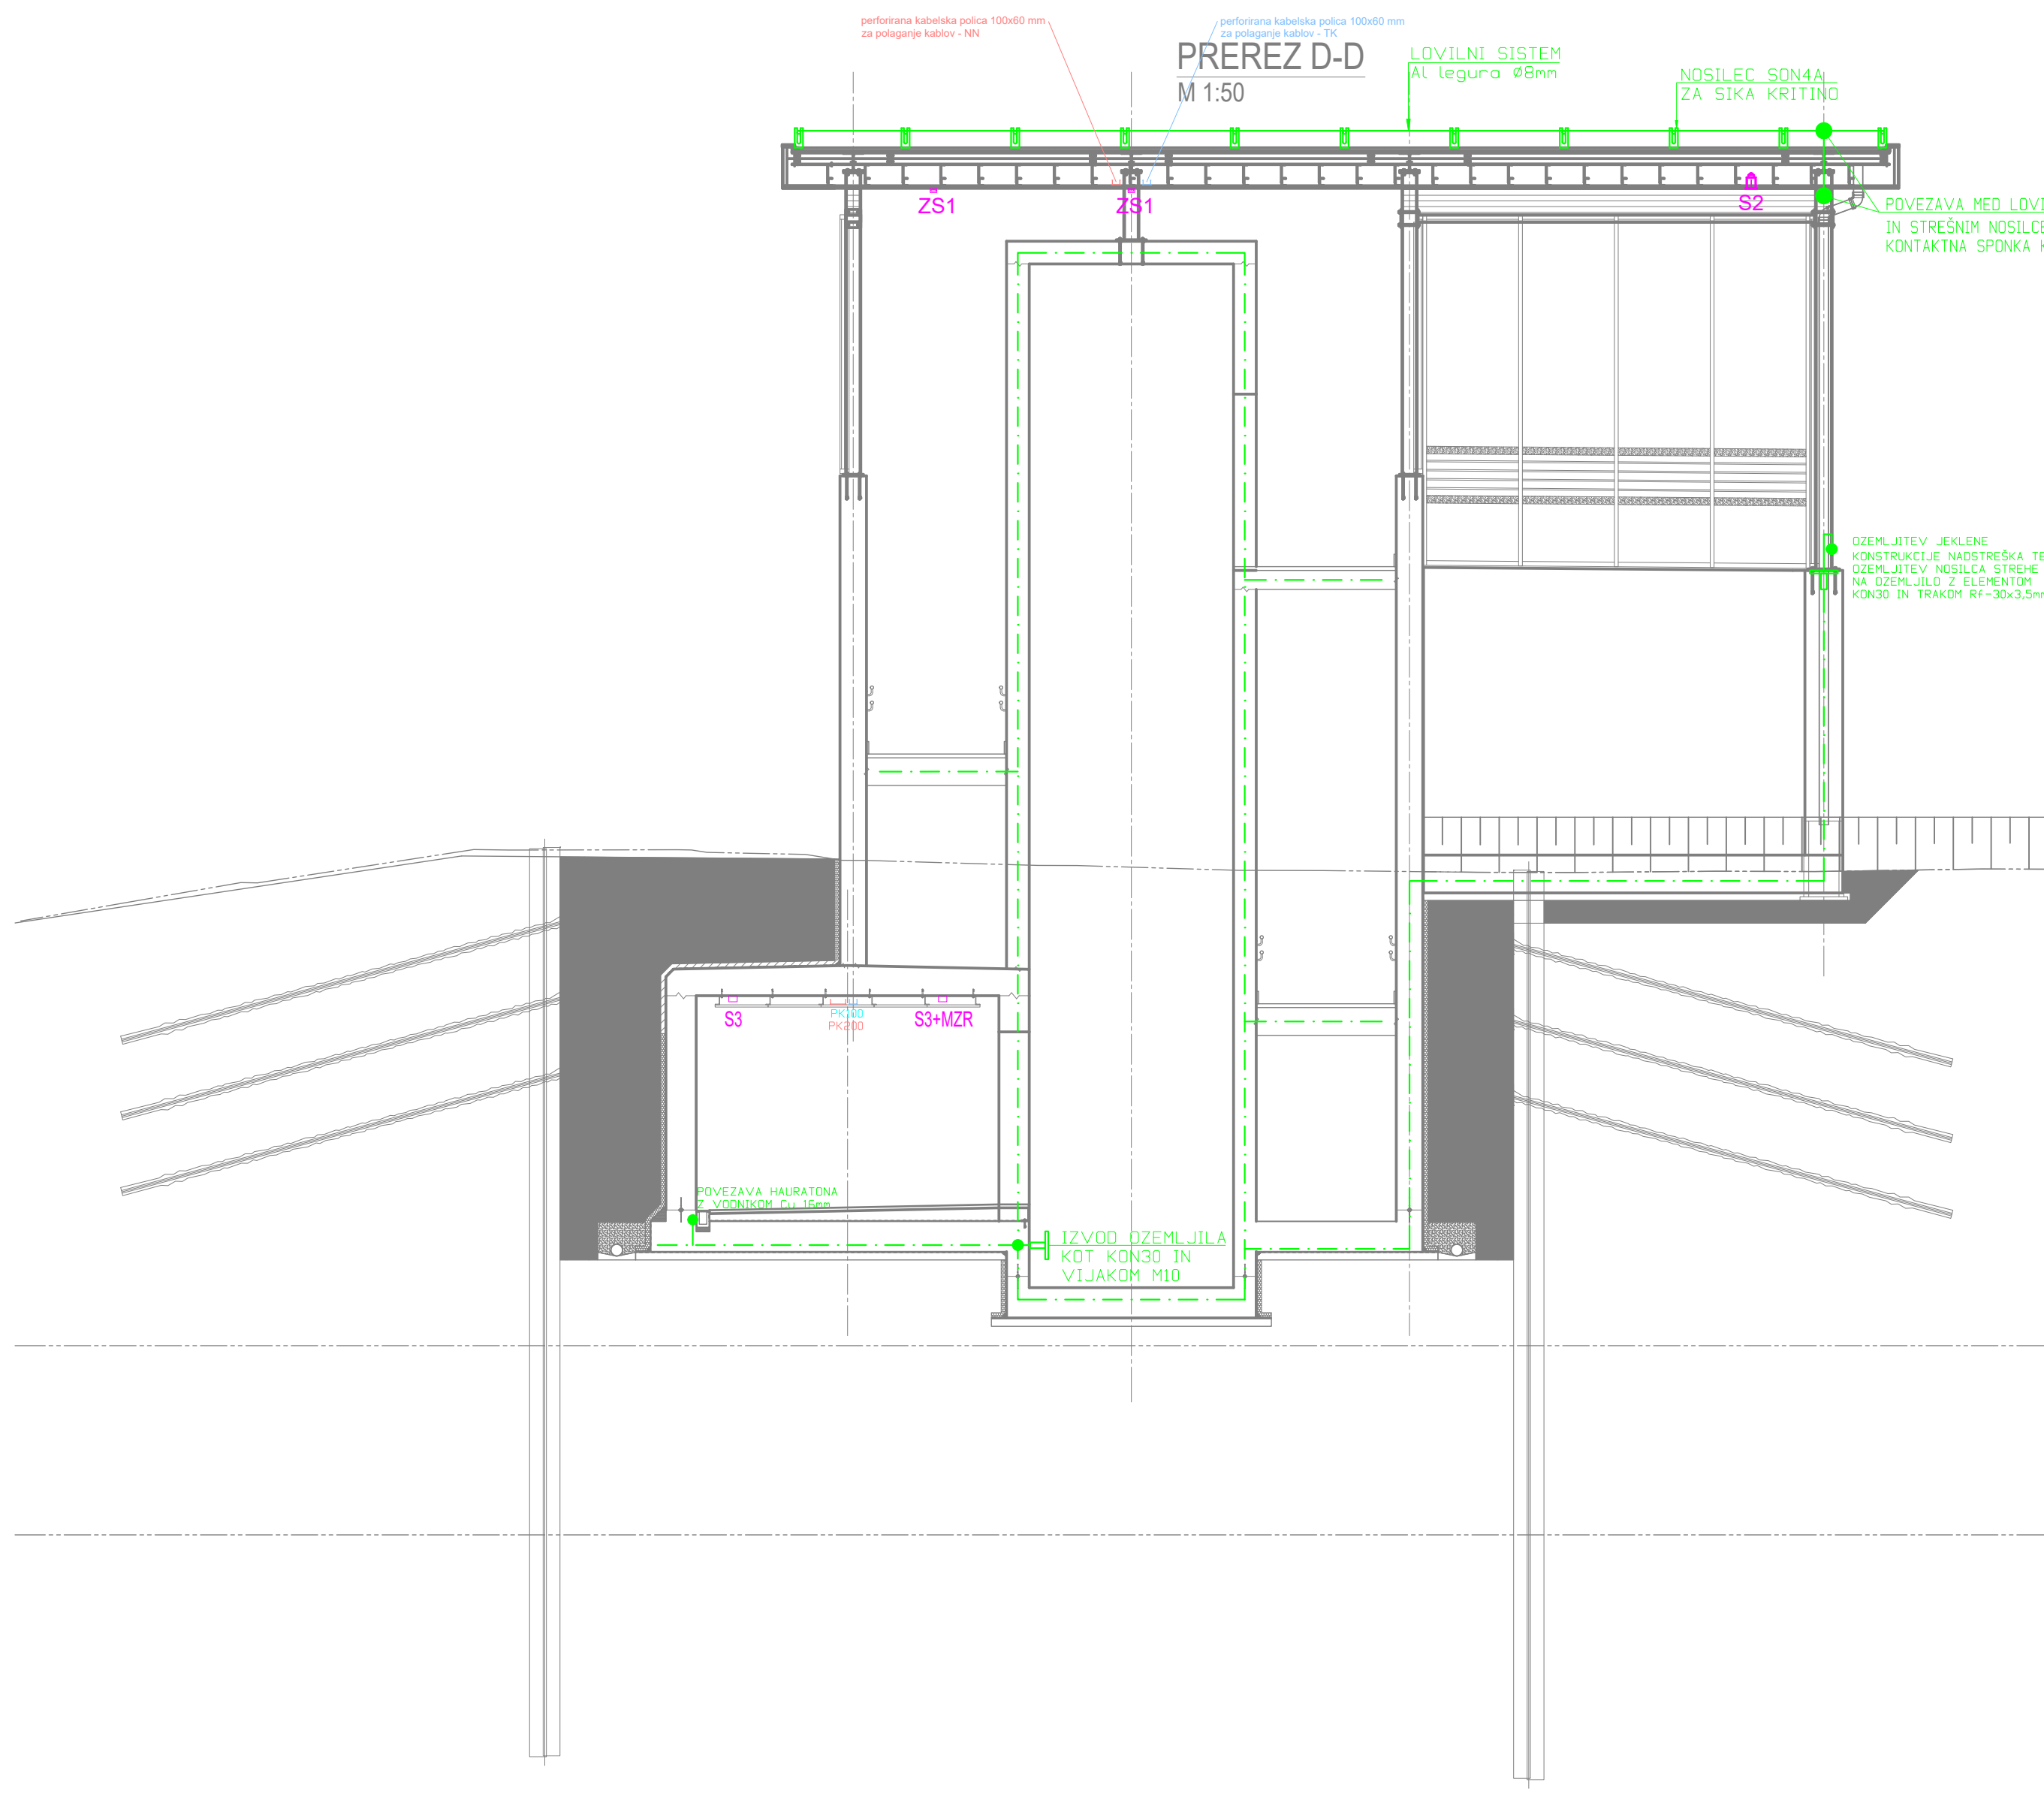 perforirana kabelska polica 100x60 mm
za polaganje kablov - NN
perforirana kabelska polica 100x60 mm
za polaganje kablov - TK
PREREZ D-D
M 1:50
LOVILNI SISTEM
Al legura Ø8mm
NOSILEC SON4A
ZA SIKA KRITINO
ZS1
ZS1
S2
POVEZAVA MED
IN STREŠNIM
KONTAKTNA SPONKA
OZEMLJITEV JEKLENE
KONSTRUKCIJE NADSTREŠKA
OZEMLJITEV NOSILCA STREHE
NA OZEMLJILO Z ELEMENTOM
KON30 IN TRAKOM Rf-30x3,5mm
S3
PK100
PK200
S3+MZR
POVEZAVA HAURATONA
Z VODNIKOM Cu 16mm
IZVOD OZEMLJILA
KOT KON30 IN
VIJAKOM M10